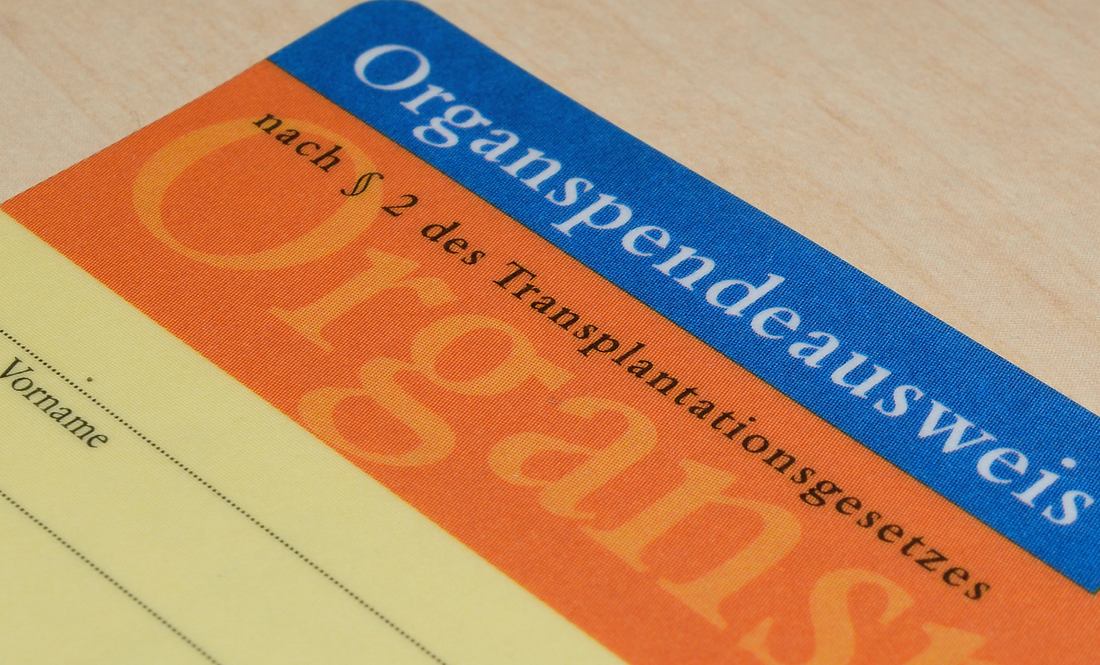 Organspendeausweis
nach § 2 des Transplantationsgesetzes
Organs
Vorname